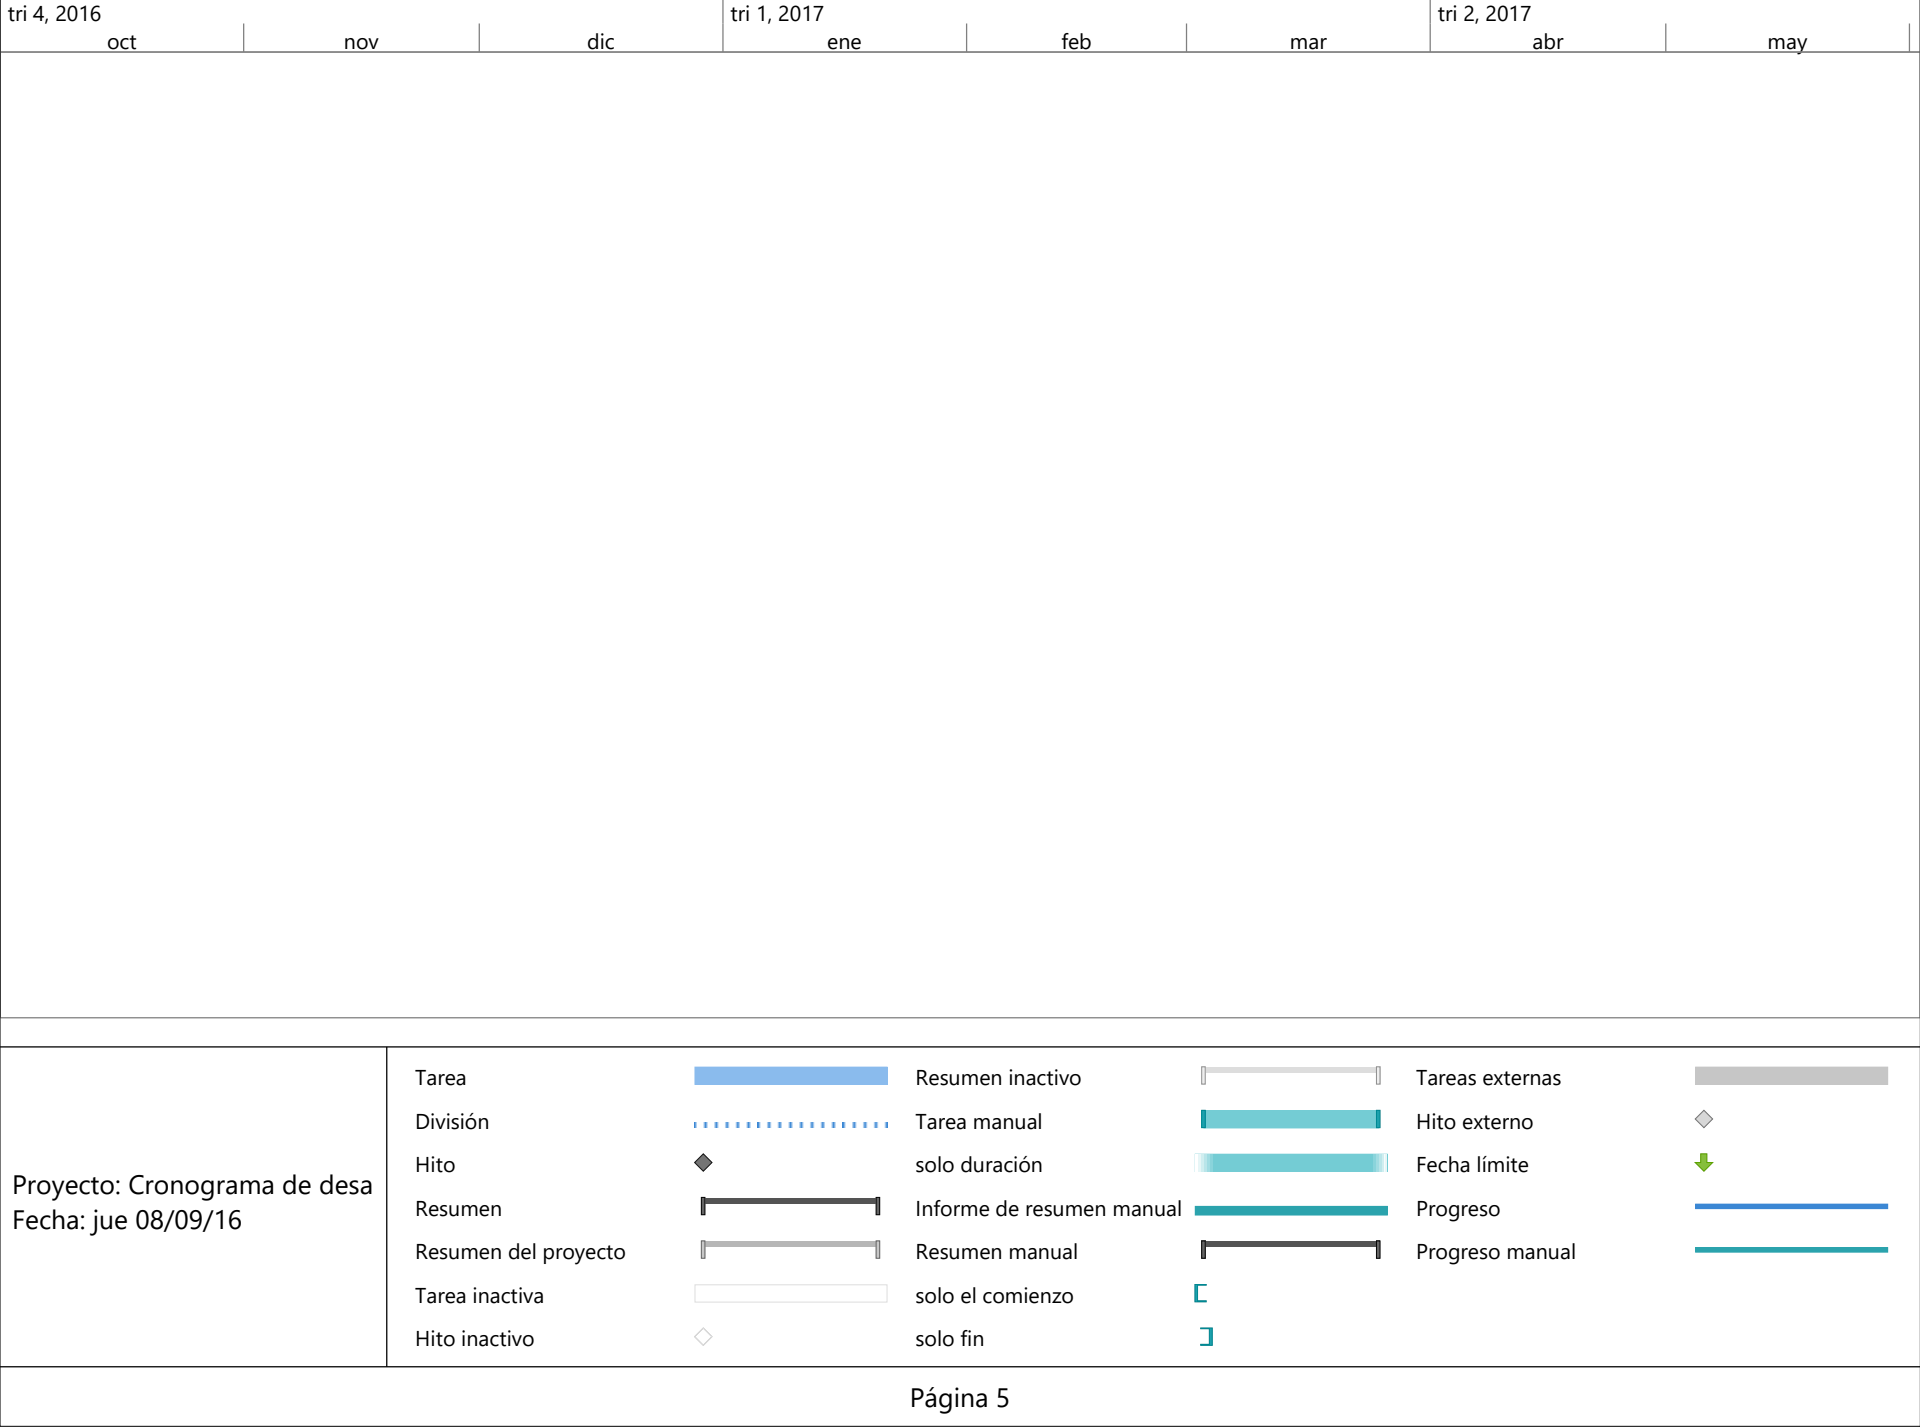 tri 4, 2016 tri 1, 2017 tri 2, 2017
oct nov dic ene feb mar abr may
Proyecto: Cronograma de desa
Fecha: jue 08/09/16
Tarea
División
Hito
Resumen
Resumen del proyecto
Tarea inactiva
Hito inactivo
Resumen inactivo
Tarea manual
solo duración
Informe de resumen manual
Resumen manual
solo el comienzo
solo fin
Tareas externas
Hito externo
Fecha límite
Progreso
Progreso manual
Página 5